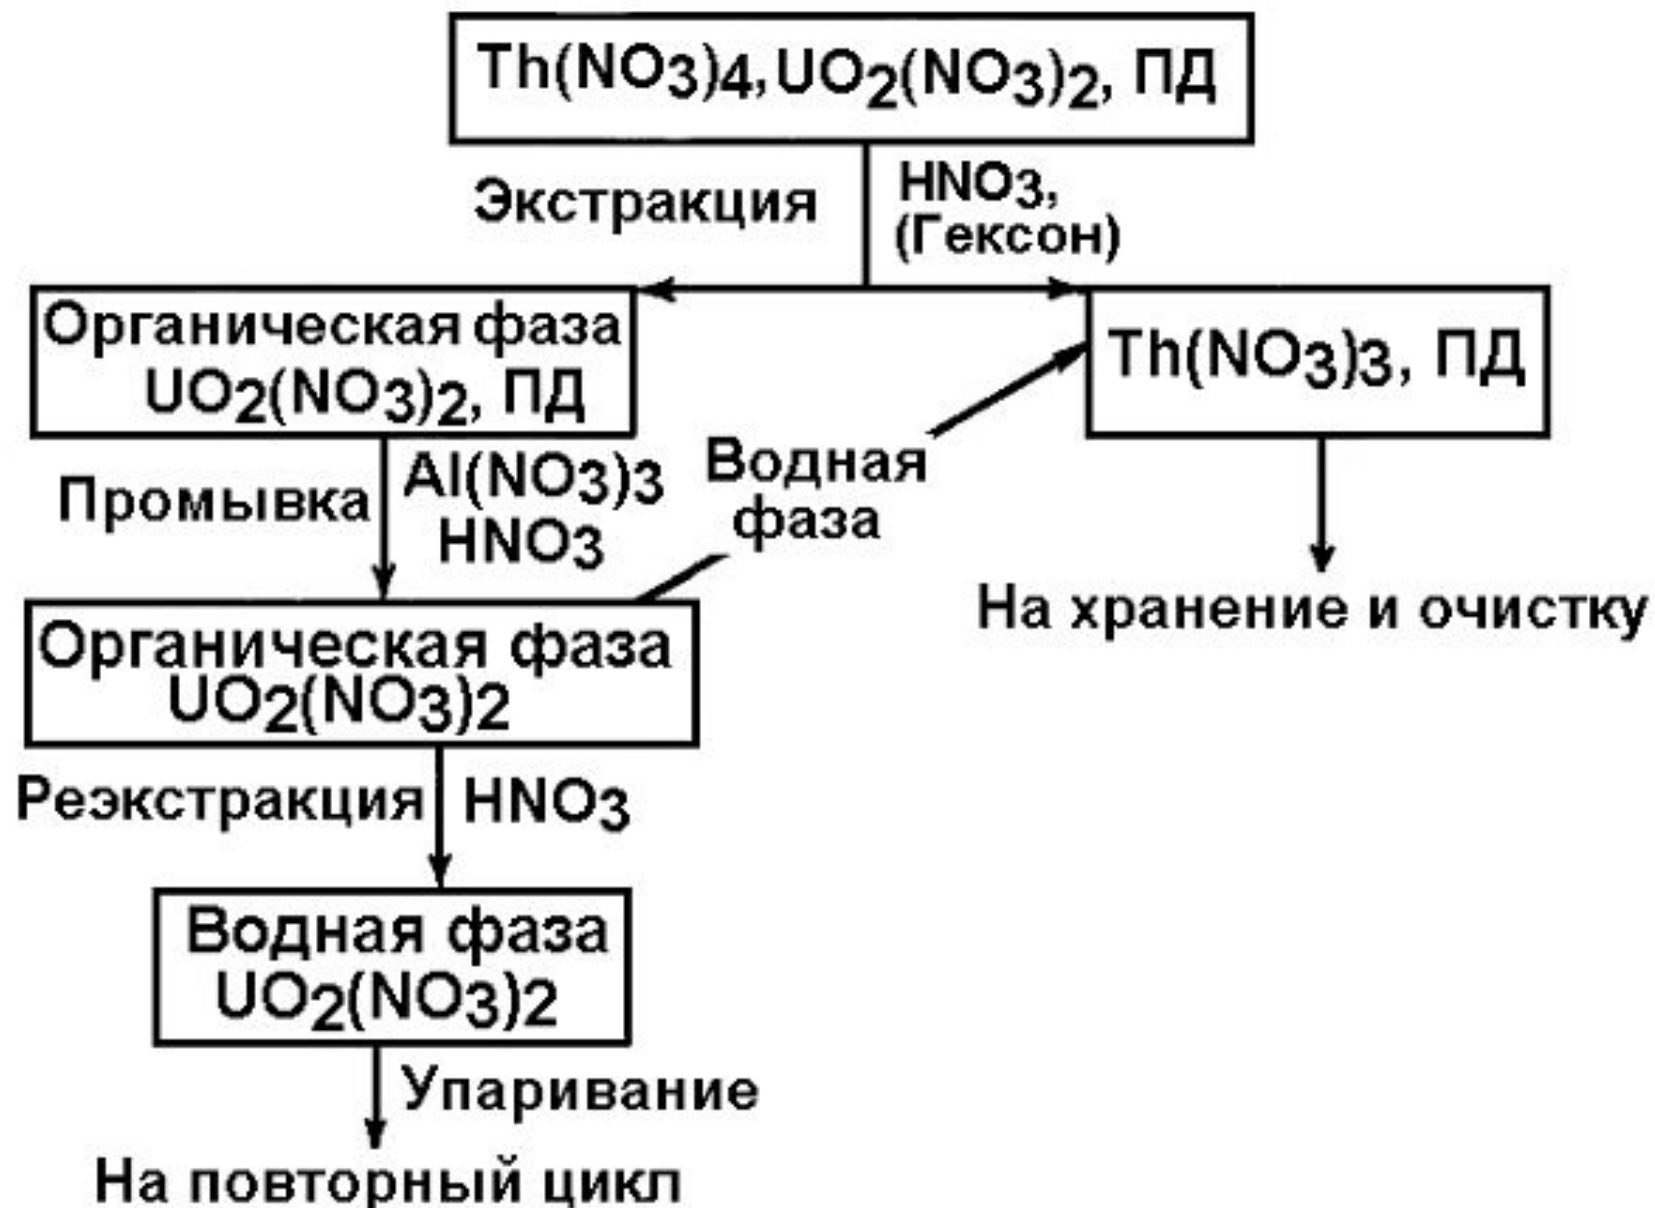 Th(NO3)4, UO2(NO3)2, ПД
Экстракция
HNO3,
(Гексон)
Органическая фаза
UO2(NO3)2, ПД
Th(NO3)3, ПД
Промывка
Al(NO3)3
HNO3
Водная
фаза
На хранение и очистку
Органическая фаза
UO2(NO3)2
Реэкстракция
HNO3
Водная фаза
UO2(NO3)2
Упаривание
На повторный цикл